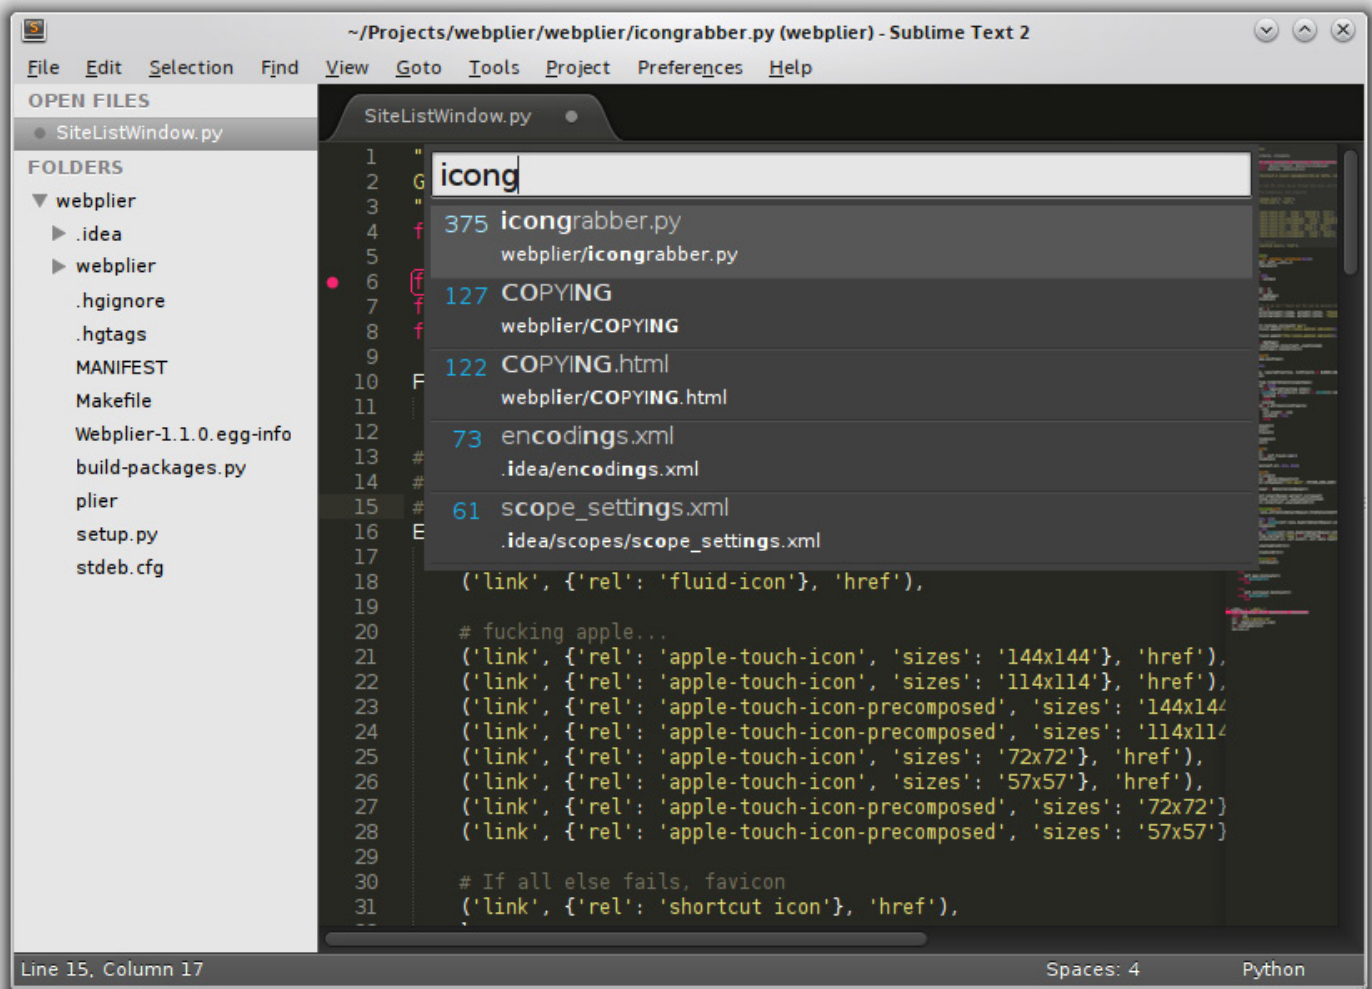 ~/Projects/webplier/webplier/icongrabber.py (webplier) - Sublime Text 2
File Edit Selection Find View Goto Tools Project Preferences Help
OPEN FILES
SiteListWindow.py
FOLDERS
webplier
.idea
webplier
.hgignore
.hgtags
MANIFEST
Makefile
Webplier-1.1.0.egg-info
build-packages.py
plier
setup.py
stdeb.cfg
SiteListWindow.py
icong
375 icongrabber.py
webplier/icongrabber.py
127 COPYING
webplier/COPYING
122 COPYING.html
webplier/COPYING.html
73 encodings.xml
.idea/encodings.xml
61 scope_settings.xml
.idea/scopes/scope_settings.xml
1 "
2 G
3 "
4 f
5
6 f
7 f
8 f
9
10 F
11
12
13 #
14 #
15 #
16 E
17
18 ('link', {'rel': 'fluid-icon'}, 'href'),
19
20 # fucking apple...
21 ('link', {'rel': 'apple-touch-icon', 'sizes': '144x144'}, 'href'),
22 ('link', {'rel': 'apple-touch-icon', 'sizes': '114x114'}, 'href'),
23 ('link', {'rel': 'apple-touch-icon-precomposed', 'sizes': '144x144
24 ('link', {'rel': 'apple-touch-icon-precomposed', 'sizes': '114x114
25 ('link', {'rel': 'apple-touch-icon', 'sizes': '72x72'}, 'href'),
26 ('link', {'rel': 'apple-touch-icon', 'sizes': '57x57'}, 'href'),
27 ('link', {'rel': 'apple-touch-icon-precomposed', 'sizes': '72x72'}
28 ('link', {'rel': 'apple-touch-icon-precomposed', 'sizes': '57x57'}
29
30 # If all else fails, favicon
31 ('link', {'rel': 'shortcut icon'}, 'href'),
Line 15, Column 17
Spaces: 4
Python